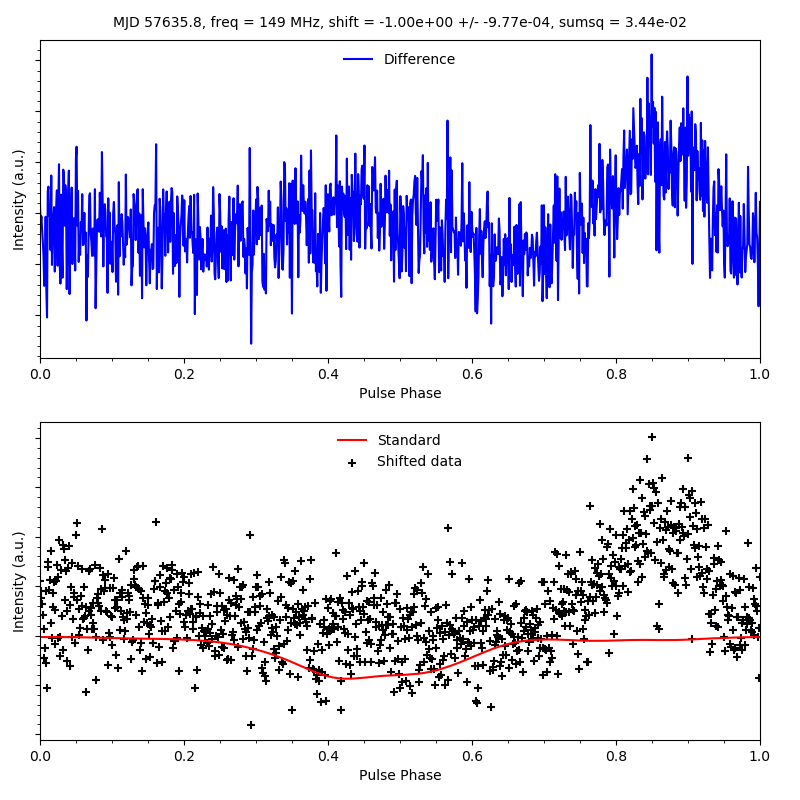 MJD 57635.8, freq = 149 MHz, shift = -1.00e+00 +/- -9.77e-04, sumsq = 3.44e-02
Difference
Intensity (a.u.)
0.0 0.2 0.4 0.6 0.8 1.0
Pulse Phase
Standard
Shifted data
Intensity (a.u.)
0.0 0.2 0.4 0.6 0.8 1.0
Pulse Phase